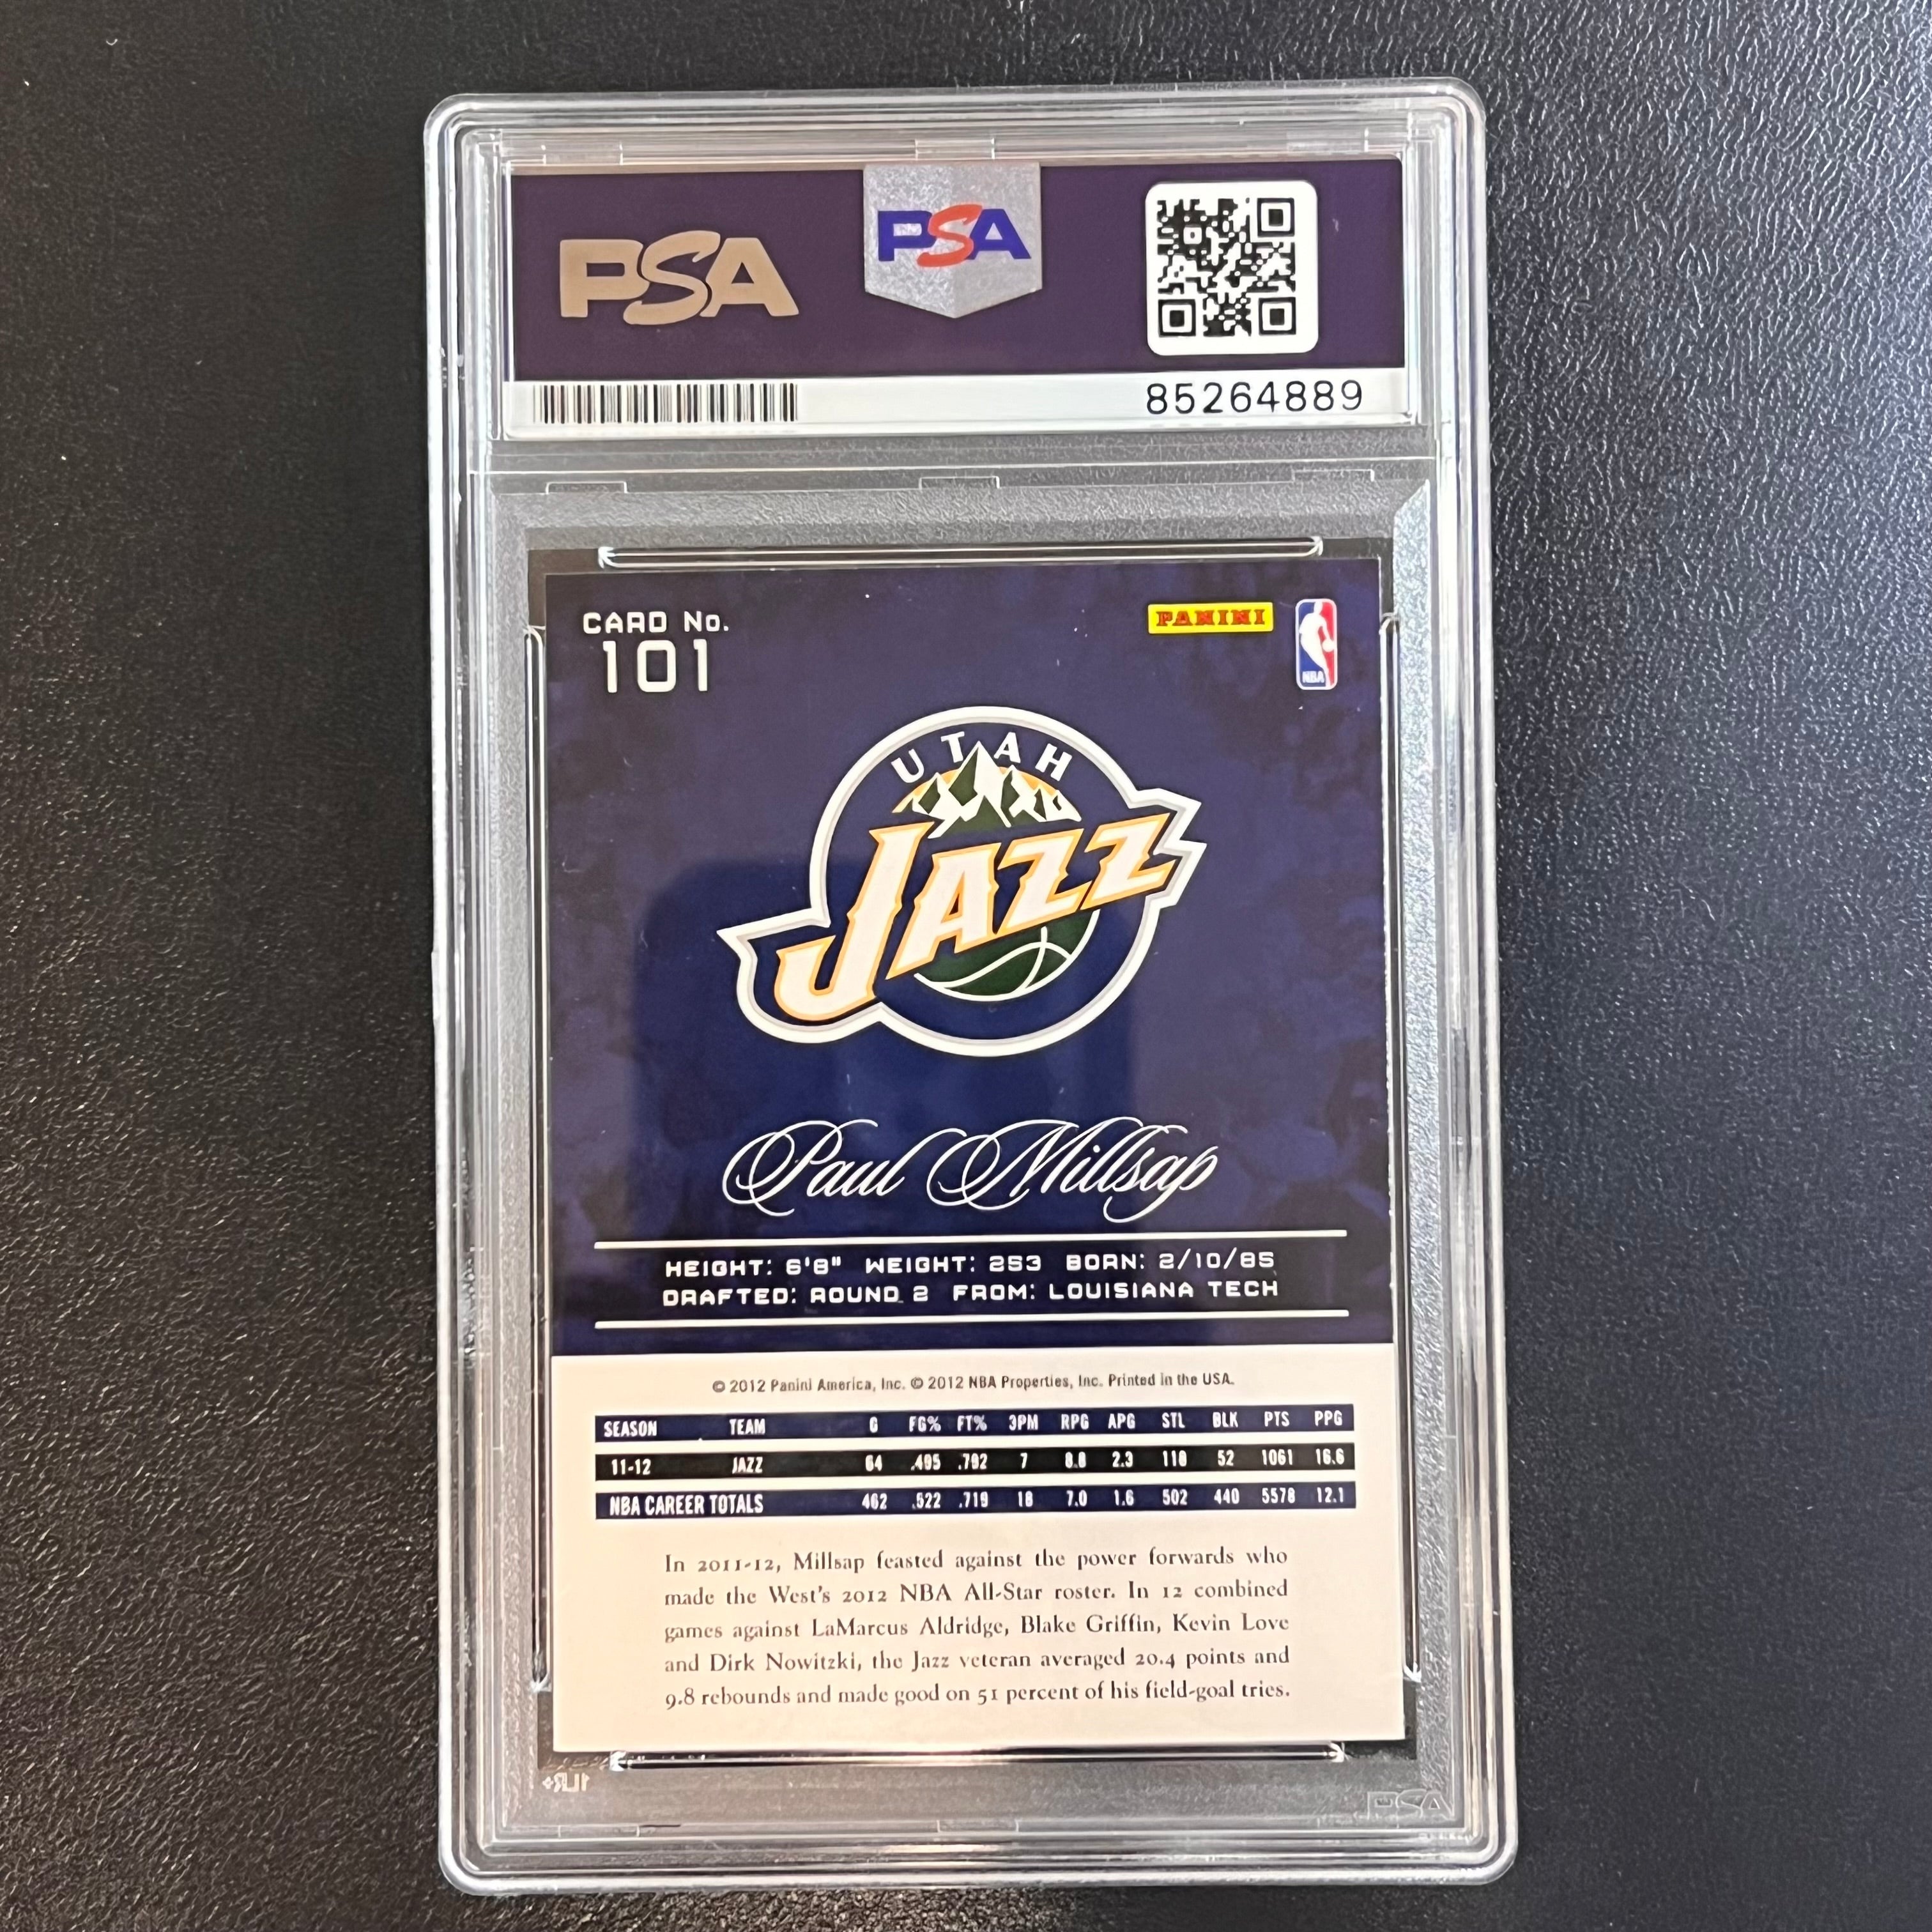 PSA
PSA
85264889
CARD No.
101
PANINI
NBA
UTAH
JAZZ
Paul Millsap
HEIGHT: 6'8" WEIGHT: 253 BORN: 2/10/85
DRAFTED: ROUND 2 FROM: LOUISIANA TECH
© 2012 Panini America, Inc. © 2012 NBA Properties, Inc. Printed in the USA.
SEASON TEAM G FG% FT% 3PM RPG APG STL BLK PTS PPG
11-12 JAZZ 64 .495 .792 7 8.8 2.3 116 52 1061 16.6
NBA CAREER TOTALS 462 .522 .719 18 7.0 1.6 502 440 5578 12.1
In 2011-12, Millsap feasted against the power forwards who
made the West's 2012 NBA All-Star roster. In 12 combined
games against LaMarcus Aldridge, Blake Griffin, Kevin Love
and Dirk Nowitzki, the Jazz veteran averaged 20.4 points and
9.8 rebounds and made good on 51 percent of his field-goal tries.
PSA